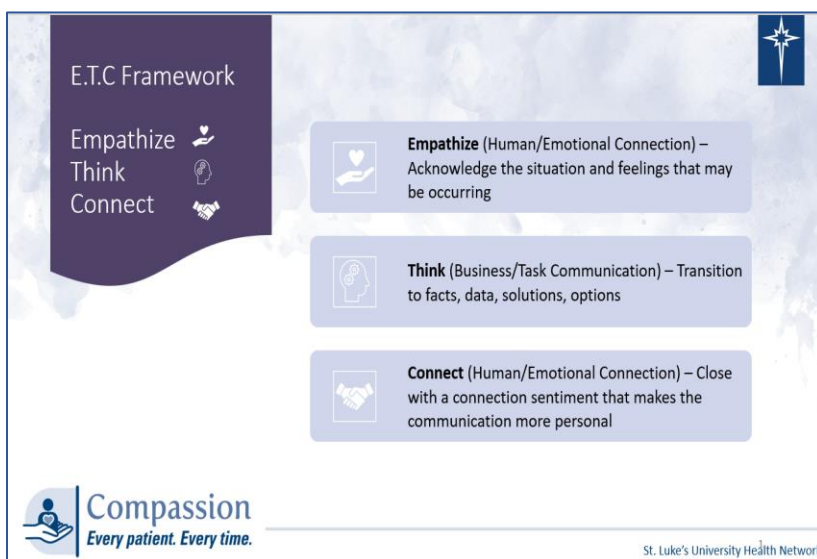 E.T.C Framework
Empathize
Think
Connect
Empathize (Human/Emotional Connection) –
Acknowledge the situation and feelings that may
be occurring
Think (Business/Task Communication) – Transition
to facts, data, solutions, options
Connect (Human/Emotional Connection) – Close
with a connection sentiment that makes the
communication more personal
Compassion
Every patient. Every time.
1
St. Luke's University Health Network